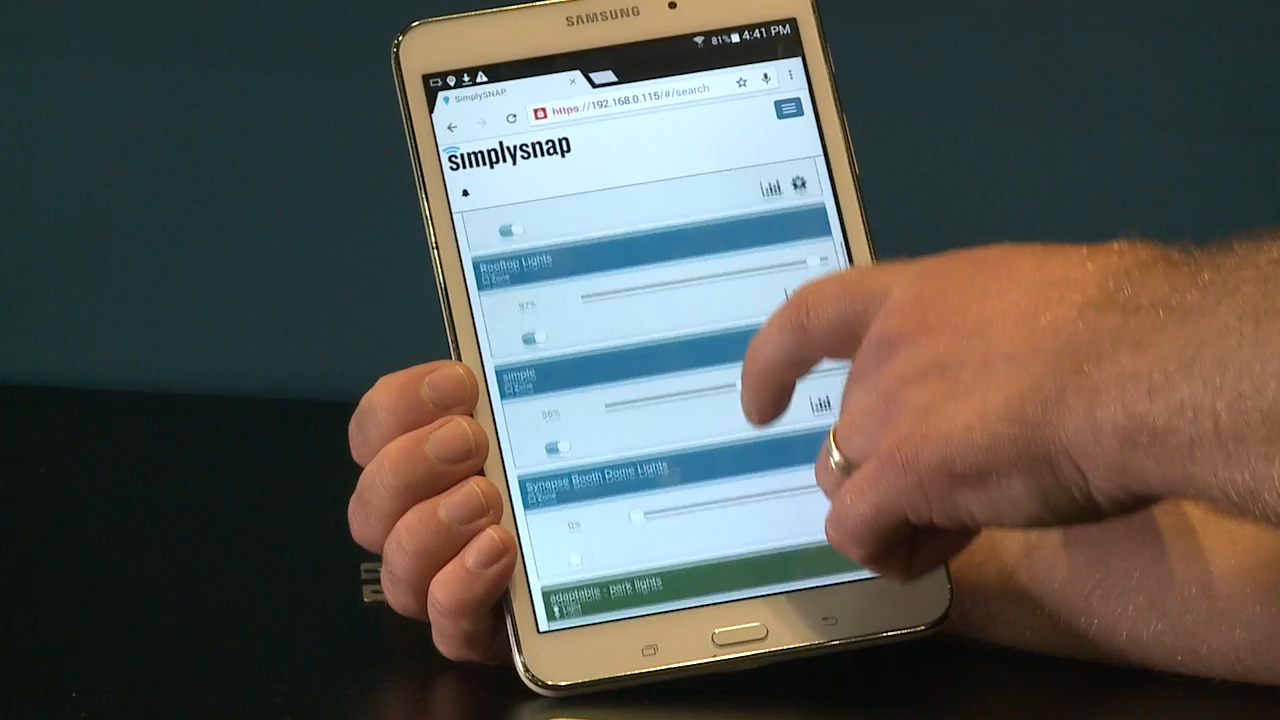 SAMSUNG
81% 4:41 PM
SimplySNAP
https://192.168.0.115/#/search
simplysnap
Rooftop Lights
Zone
97%
simple
Zone
56%
Synapse Booth Dome Lights
Zone
0%
adaptable - park lights
Light